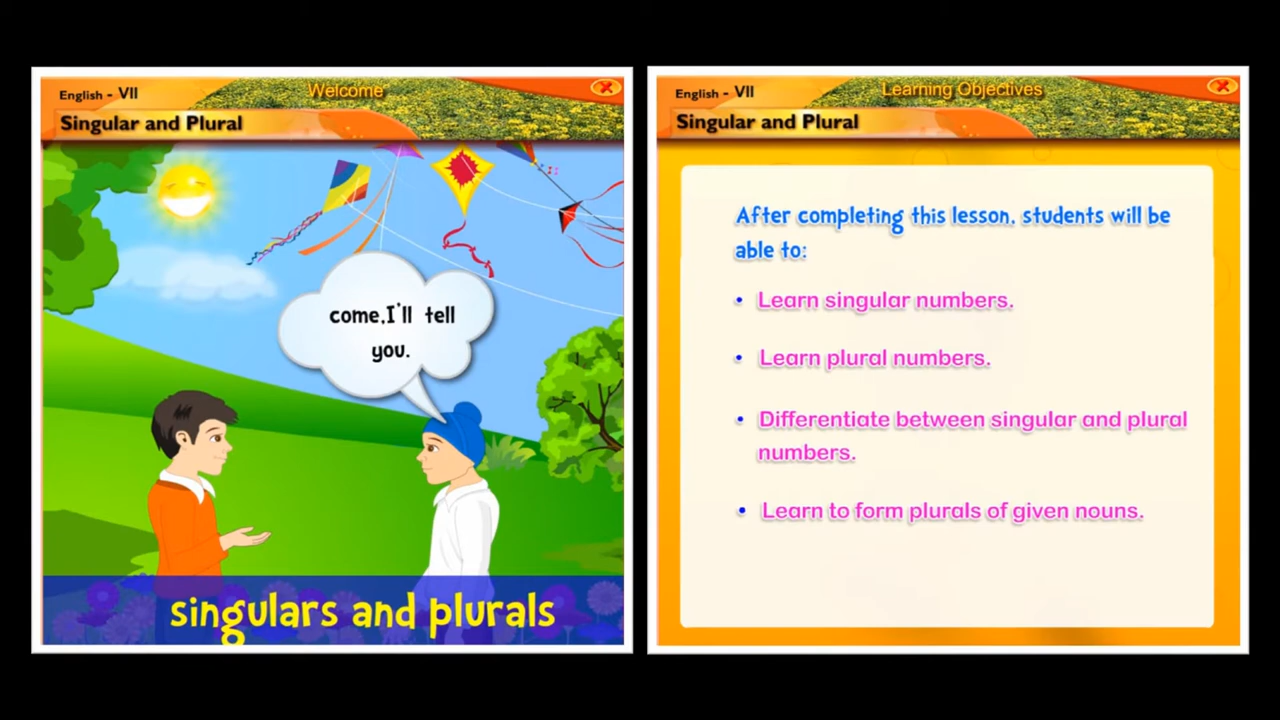 English - VII
Welcome
Singular and Plural
come,I'll tell
you.
singulars and plurals
English - VII
Learning Objectives
Singular and Plural
After completing this lesson, students will be
able to:
• Learn singular numbers.
• Learn plural numbers.
• Differentiate between singular and plural
numbers.
• Learn to form plurals of given nouns.